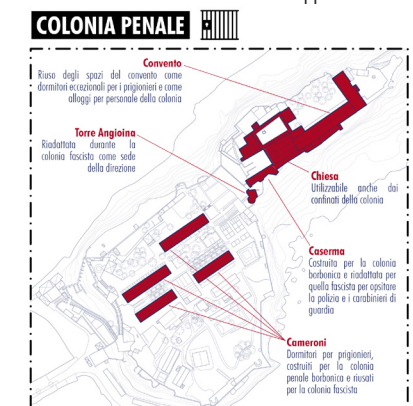 COLONIA PENALE
Convento
Riuso degli spazi del convento come
dormitori eccezionali per i prigionieri e come
alloggi per personale della colonia
Torre Angioina
Riadattata durante la
colonia fascista come sede
della direzione
Chiesa
Utilizzabile anche dai
confinati della colonia
Caserma
Costruita per la colonia
borbonica e riadattata per
quella fascista per opsitare
la polizia e i carabinieri di
guardia
Cameroni
Dormitori per prigionieri,
costruiti per la colonia
penale borbonica e riusati
per la colonia fascista